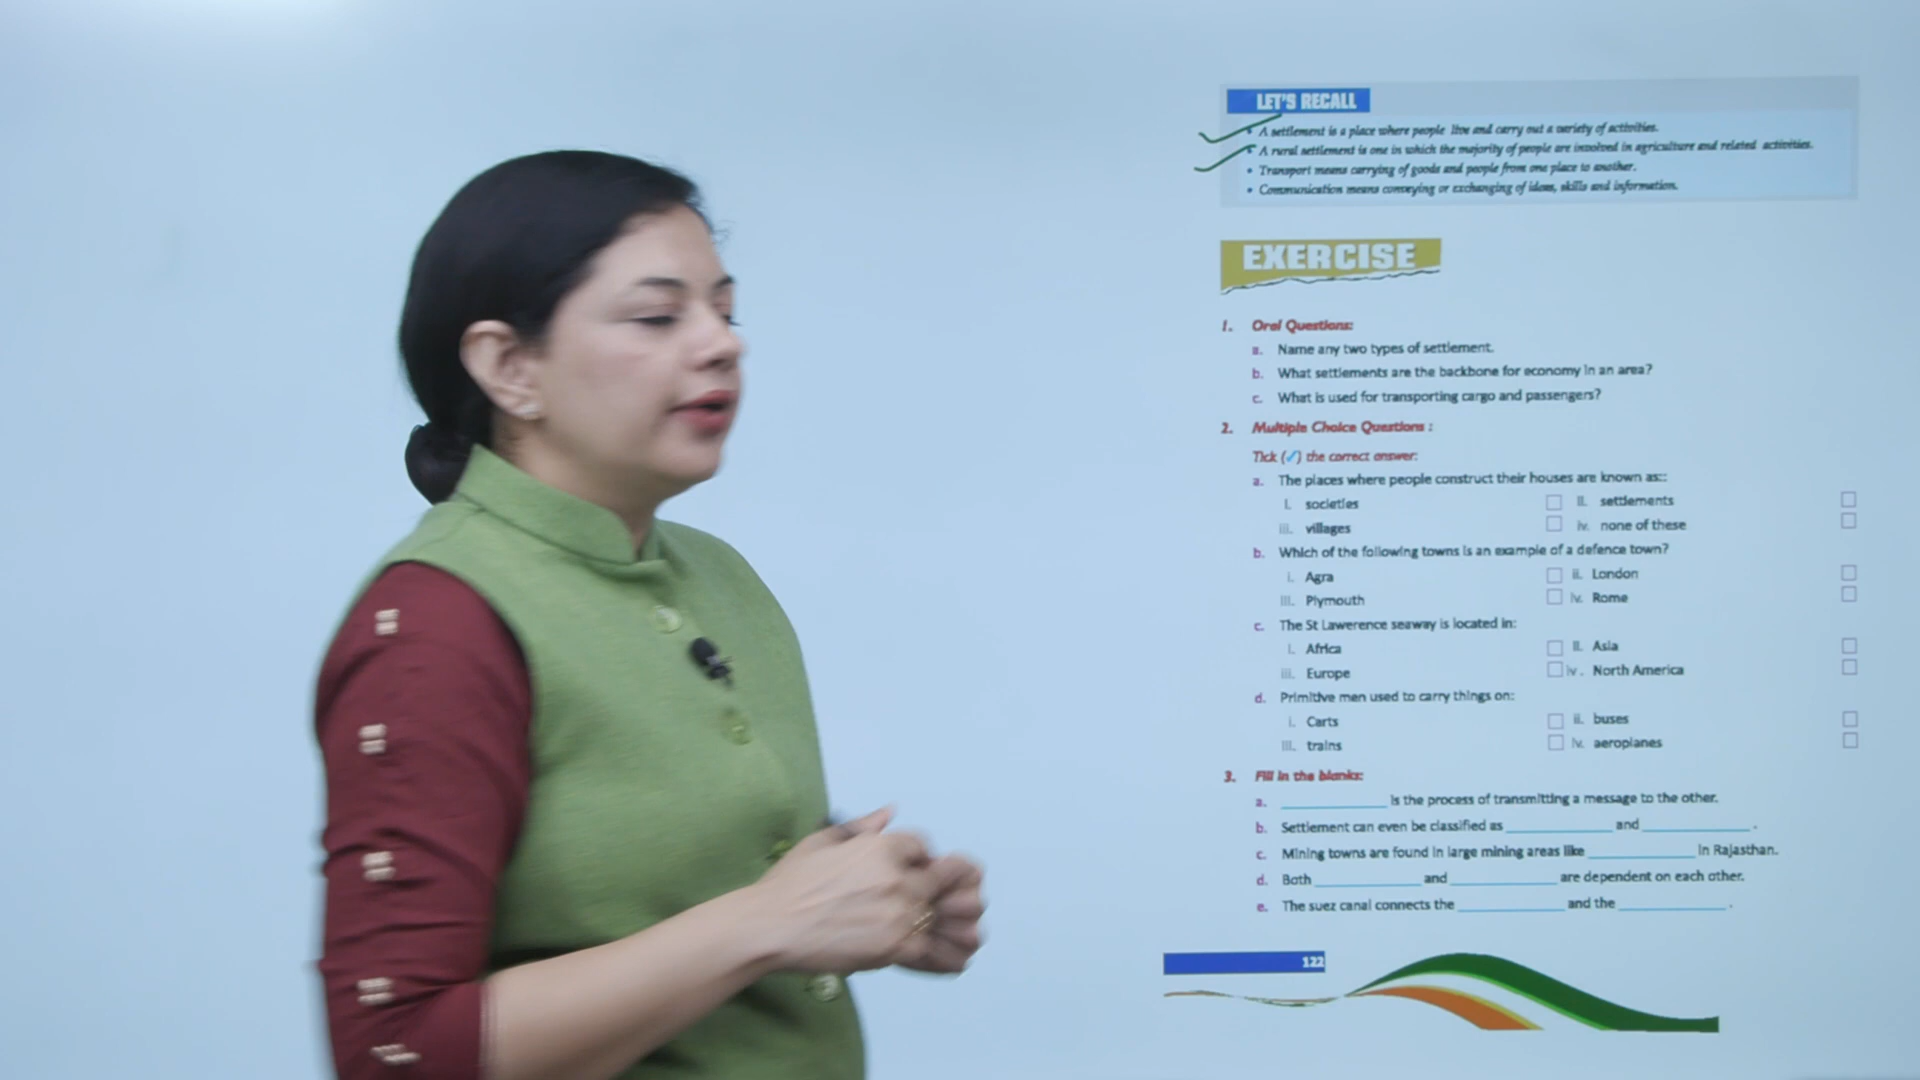 LET'S RECALL
• A settlement is a place where people live and carry out a variety of activities.
• A rural settlement is one in which the majority of people are involved in agriculture and related activities.
• Transport means carrying of goods and people from one place to another.
• Communication means conveying or exchanging of ideas, skills and information.
EXERCISE
1. Oral Questions:
a. Name any two types of settlement.
b. What settlements are the backbone for economy in an area?
c. What is used for transporting cargo and passengers?
2. Multiple Choice Questions :
Tick (✓) the correct answer:
a. The places where people construct their houses are known as::
i. societies ii. settlements
iii. villages iv. none of these
b. Which of the following towns is an example of a defence town?
i. Agra ii. London
iii. Plymouth iv. Rome
c. The St Lawerence seaway is located in:
i. Africa ii. Asia
iii. Europe iv. North America
d. Primitive men used to carry things on:
i. Carts ii. buses
iii. trains iv. aeroplanes
3. Fill in the blanks:
a. ____________ is the process of transmitting a message to the other.
b. Settlement can even be classified as ____________ and ____________ .
c. Mining towns are found in large mining areas like ____________ in Rajasthan.
d. Both ____________ and ____________ are dependent on each other.
e. The suez canal connects the ____________ and the ____________ .
122